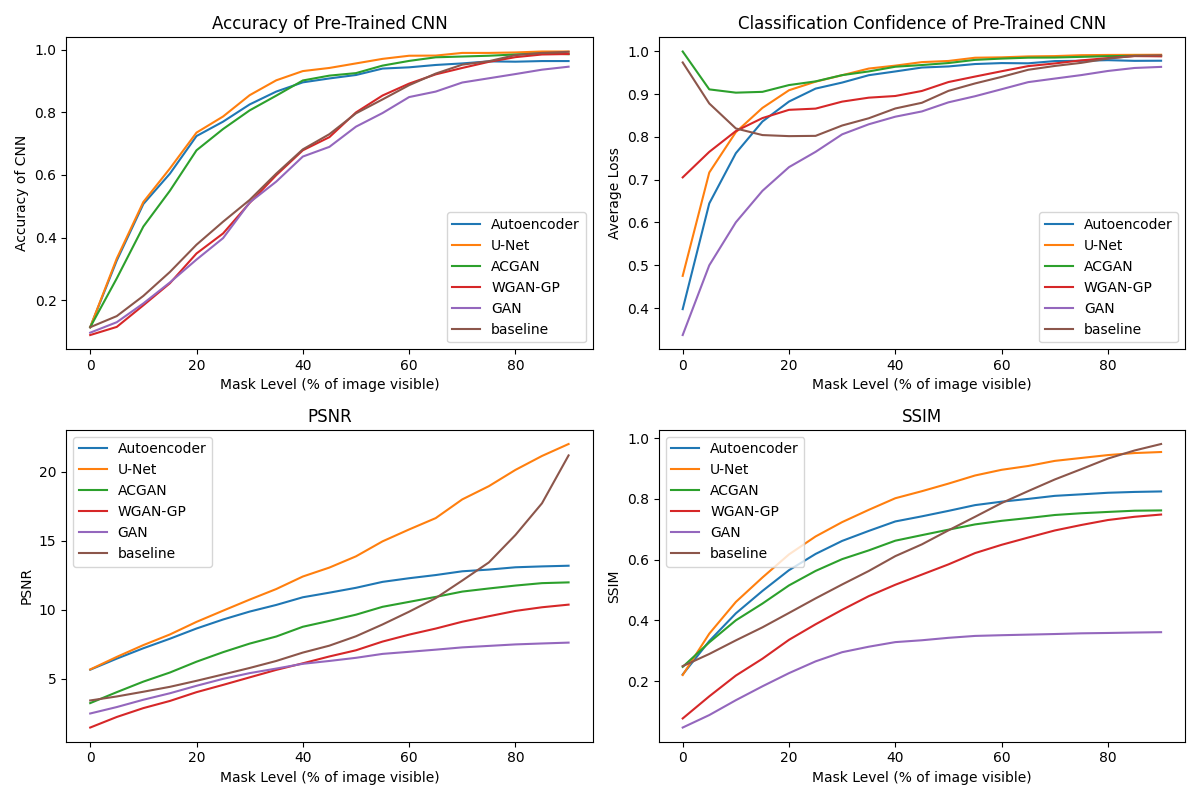 Accuracy of Pre-Trained CNN
Accuracy of CNN
1.0
0.8
0.6
0.4
0.2
0 20 40 60 80
Mask Level (% of image visible)
Autoencoder
U-Net
ACGAN
WGAN-GP
GAN
baseline
Classification Confidence of Pre-Trained CNN
Average Loss
1.0
0.9
0.8
0.7
0.6
0.5
0.4
0 20 40 60 80
Mask Level (% of image visible)
Autoencoder
U-Net
ACGAN
WGAN-GP
GAN
baseline
PSNR
PSNR
20
15
10
5
0 20 40 60 80
Mask Level (% of image visible)
Autoencoder
U-Net
ACGAN
WGAN-GP
GAN
baseline
SSIM
SSIM
1.0
0.8
0.6
0.4
0.2
0 20 40 60 80
Mask Level (% of image visible)
Autoencoder
U-Net
ACGAN
WGAN-GP
GAN
baseline